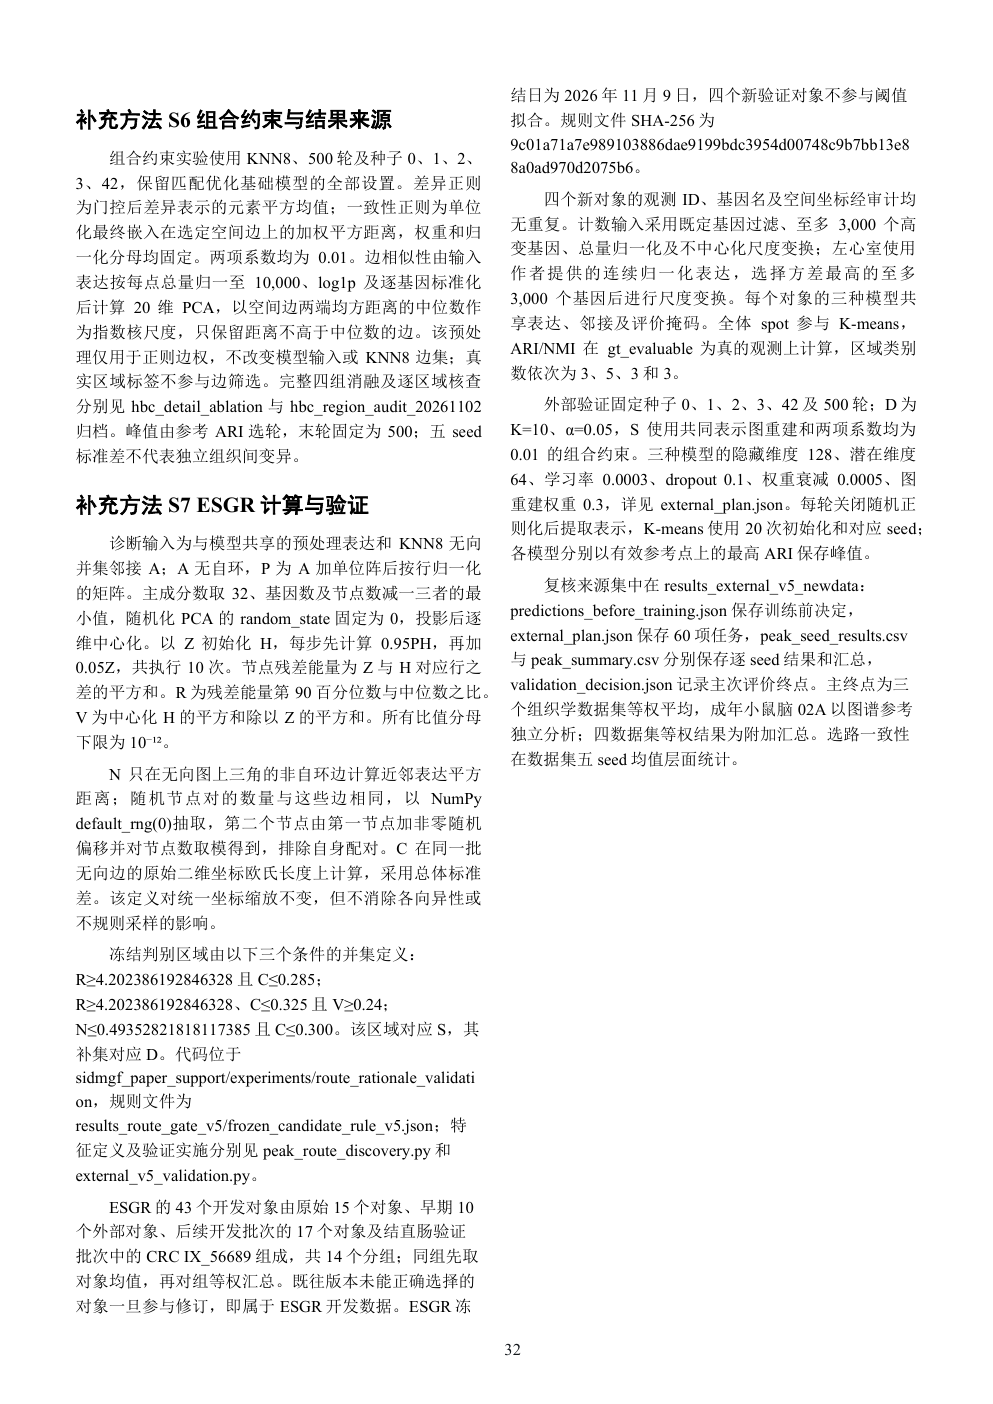 补充方法 S6 组合约束与结果来源
组合约束实验使用 KNN8、500 轮及种子 0、1、2、
3、42，保留匹配优化基础模型的全部设置。差异正则
为门控后差异表示的元素平方均值；一致性正则为单位
化最终嵌入在选定空间边上的加权平方距离，权重和归
一化分母均固定。两项系数均为 0.01。边相似性由输入
表达按每点总量归一至 10,000、log1p 及逐基因标准化
后计算 20 维 PCA，以空间边两端均方距离的中位数作
为指数核尺度，只保留距离不高于中位数的边。该预处
理仅用于正则边权，不改变模型输入或 KNN8 边集；真
实区域标签不参与边筛选。完整四组消融及逐区域核查
分别见 hbc_detail_ablation 与 hbc_region_audit_20261102
归档。峰值由参考 ARI 选轮，末轮固定为 500；五 seed
标准差不代表独立组织间变异。
补充方法 S7 ESGR 计算与验证
诊断输入为与模型共享的预处理表达和 KNN8 无向
并集邻接 A；A 无自环，P 为 A 加单位阵后按行归一化
的矩阵。主成分数取 32、基因数及节点数减一三者的最
小值，随机化 PCA 的 random_state 固定为 0，投影后逐
维中心化。以 Z 初始化 H，每步先计算 0.95PH，再加
0.05Z，共执行 10 次。节点残差能量为 Z 与 H 对应行之
差的平方和。R 为残差能量第 90 百分位数与中位数之比。
V 为中心化 H 的平方和除以 Z 的平方和。所有比值分母
下限为 10⁻¹²。
N 只在无向图上三角的非自环边计算近邻表达平方
距离；随机节点对的数量与这些边相同，以 NumPy
default_rng(0)抽取，第二个节点由第一节点加非零随机
偏移并对节点数取模得到，排除自身配对。C 在同一批
无向边的原始二维坐标欧氏长度上计算，采用总体标准
差。该定义对统一坐标缩放不变，但不消除各向异性或
不规则采样的影响。
冻结判别区域由以下三个条件的并集定义：
R≥4.202386192846328 且 C≤0.285；
R≥4.202386192846328、C≤0.325 且 V≥0.24；
N≤0.49352821818117385 且 C≤0.300。该区域对应 S，其
补集对应 D。代码位于
sidmgf_paper_support/experiments/route_rationale_validati
on，规则文件为
results_route_gate_v5/frozen_candidate_rule_v5.json；特
征定义及验证实施分别见 peak_route_discovery.py 和
external_v5_validation.py。
ESGR 的 43 个开发对象由原始 15 个对象、早期 10
个外部对象、后续开发批次的 17 个对象及结直肠验证
批次中的 CRC IX_56689 组成，共 14 个分组；同组先取
对象均值，再对组等权汇总。既往版本未能正确选择的
对象一旦参与修订，即属于 ESGR 开发数据。ESGR 冻
结日为 2026 年 11 月 9 日，四个新验证对象不参与阈值
拟合。规则文件 SHA-256 为
9c01a71a7e989103886dae9199bdc3954d00748c9b7bb13e8
8a0ad970d2075b6。
四个新对象的观测 ID、基因名及空间坐标经审计均
无重复。计数输入采用既定基因过滤、至多 3,000 个高
变基因、总量归一化及不中心化尺度变换；左心室使用
作者提供的连续归一化表达，选择方差最高的至多
3,000 个基因后进行尺度变换。每个对象的三种模型共
享表达、邻接及评价掩码。全体 spot 参与 K-means，
ARI/NMI 在 gt_evaluable 为真的观测上计算，区域类别
数依次为 3、5、3 和 3。
外部验证固定种子 0、1、2、3、42 及 500 轮；D 为
K=10、α=0.05，S 使用共同表示图重建和两项系数均为
0.01 的组合约束。三种模型的隐藏维度 128、潜在维度
64、学习率 0.0003、dropout 0.1、权重衰减 0.0005、图
重建权重 0.3，详见 external_plan.json。每轮关闭随机正
则化后提取表示，K-means 使用 20 次初始化和对应 seed；
各模型分别以有效参考点上的最高 ARI 保存峰值。
复核来源集中在 results_external_v5_newdata：
predictions_before_training.json 保存训练前决定，
external_plan.json 保存 60 项任务，peak_seed_results.csv
与 peak_summary.csv 分别保存逐 seed 结果和汇总，
validation_decision.json 记录主次评价终点。主终点为三
个组织学数据集等权平均，成年小鼠脑 02A 以图谱参考
独立分析；四数据集等权结果为附加汇总。选路一致性
在数据集五 seed 均值层面统计。
32